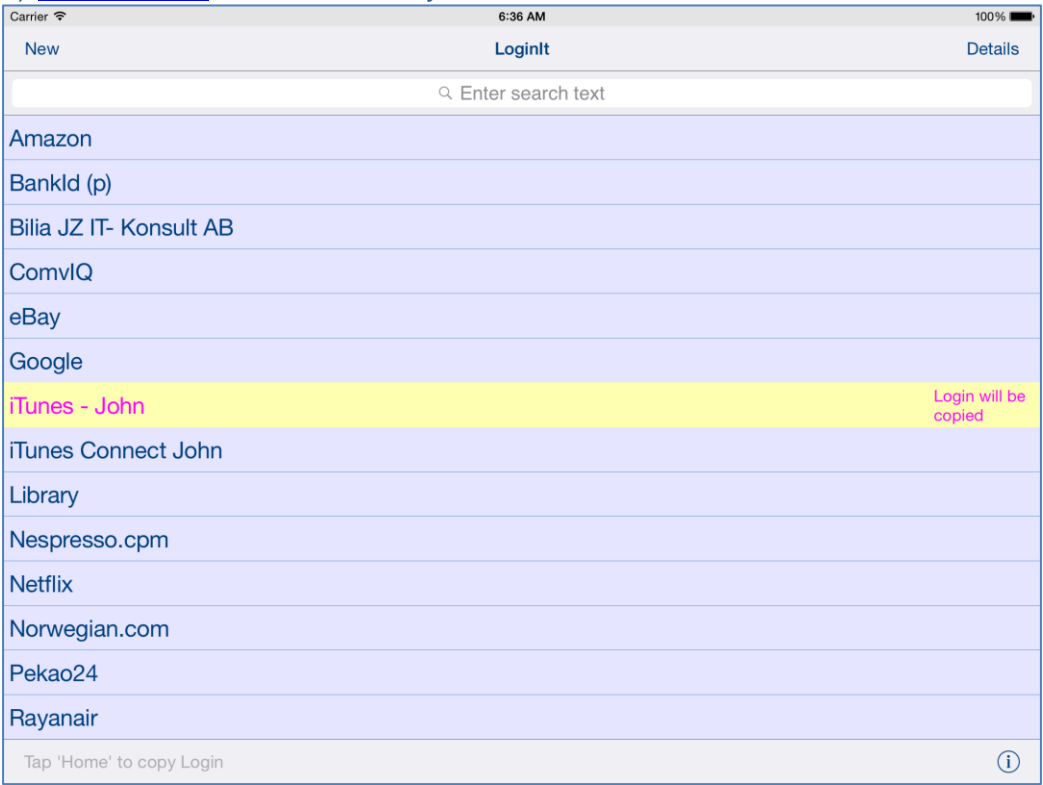 Carrier
6:36 AM
100%
New
LoginIt
Details
Enter search text
Amazon
BankId (p)
Bilia JZ IT- Konsult AB
ComvIQ
eBay
Google
iTunes - John
Login will be
copied
iTunes Connect John
Library
Nespresso.cpm
Netflix
Norwegian.com
Pekao24
Rayanair
Tap 'Home' to copy Login